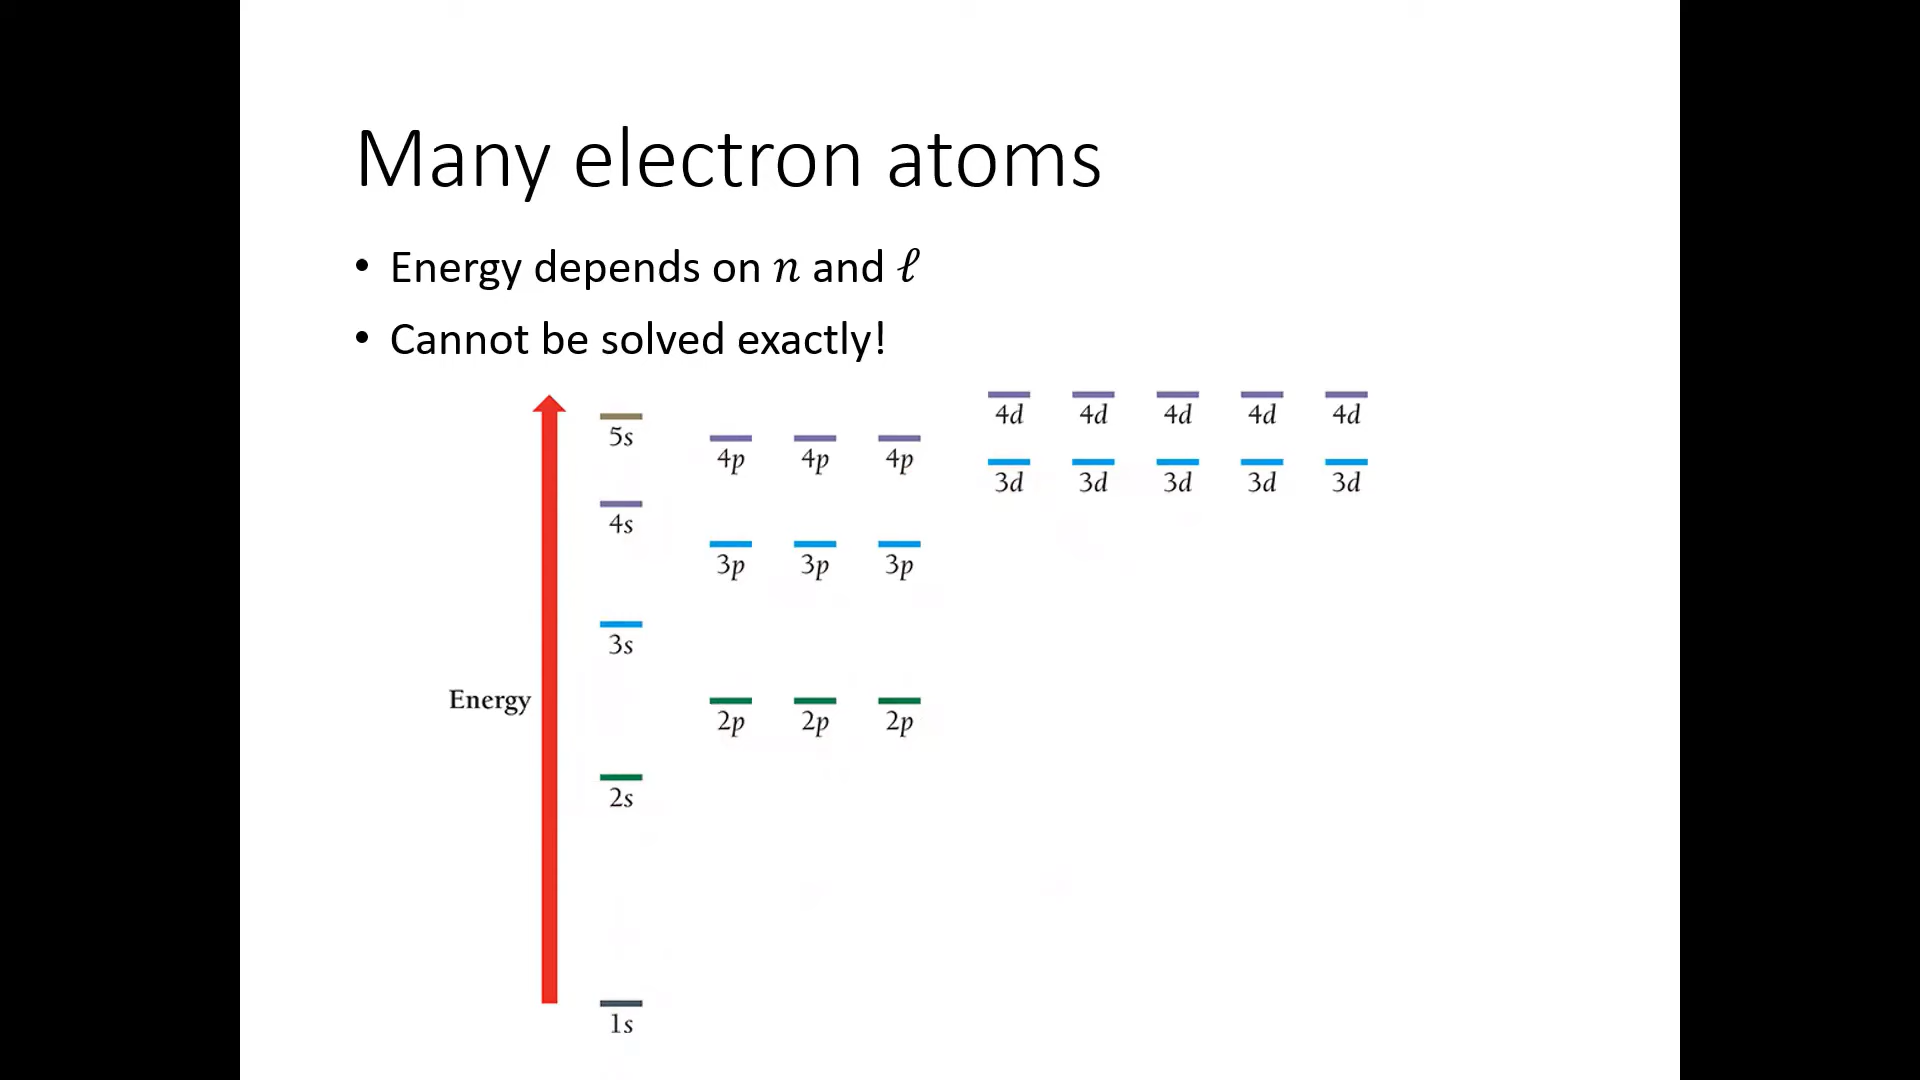 Many electron atoms
• Energy depends on n and ℓ
• Cannot be solved exactly!
4d 4d 4d 4d 4d
5s
4p 4p 4p
3d 3d 3d 3d 3d
4s
3p 3p 3p
3s
Energy
2p 2p 2p
2s
1s